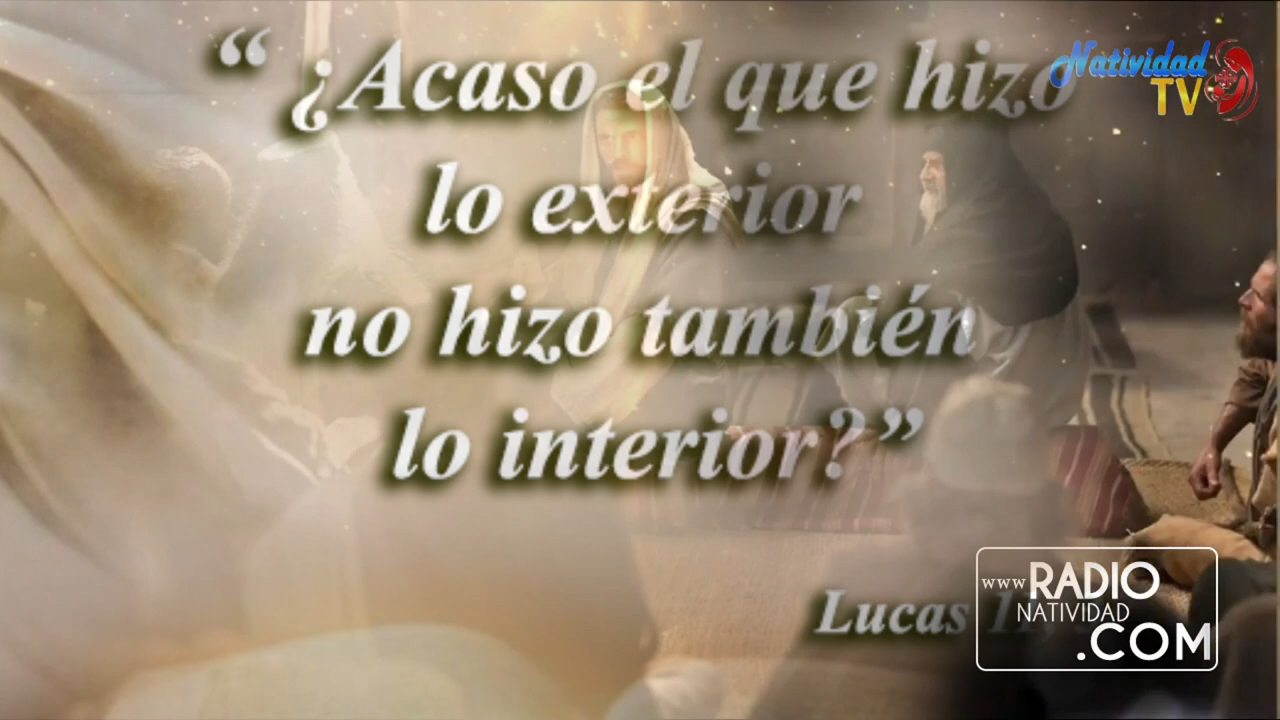 “ ¿Acaso el que hizo
lo exterior
no hizo también
lo interior?”
Lucas
Natividad
TV
www RADIO
NATIVIDAD
.COM